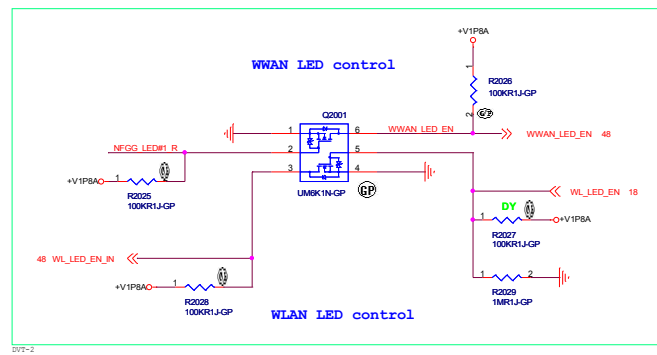 +V1P8A
WWAN LED control
1
R2026
100KR1J-GP
2
Q2001
1
6
WWAN_LED_EN
WWAN_LED_EN 48
NFGG_LED#1_R
2
5
3
4
+V1P8A
1
R2025
100KR1J-GP
UM6K1N-GP
GP
WL_LED_EN 18
DY
1
+V1P8A
R2027
100KR1J-GP
48 WL_LED_EN_IN
+V1P8A
1
R2028
100KR1J-GP
1
2
R2029
1MR1J-GP
WLAN LED control
DVT-2